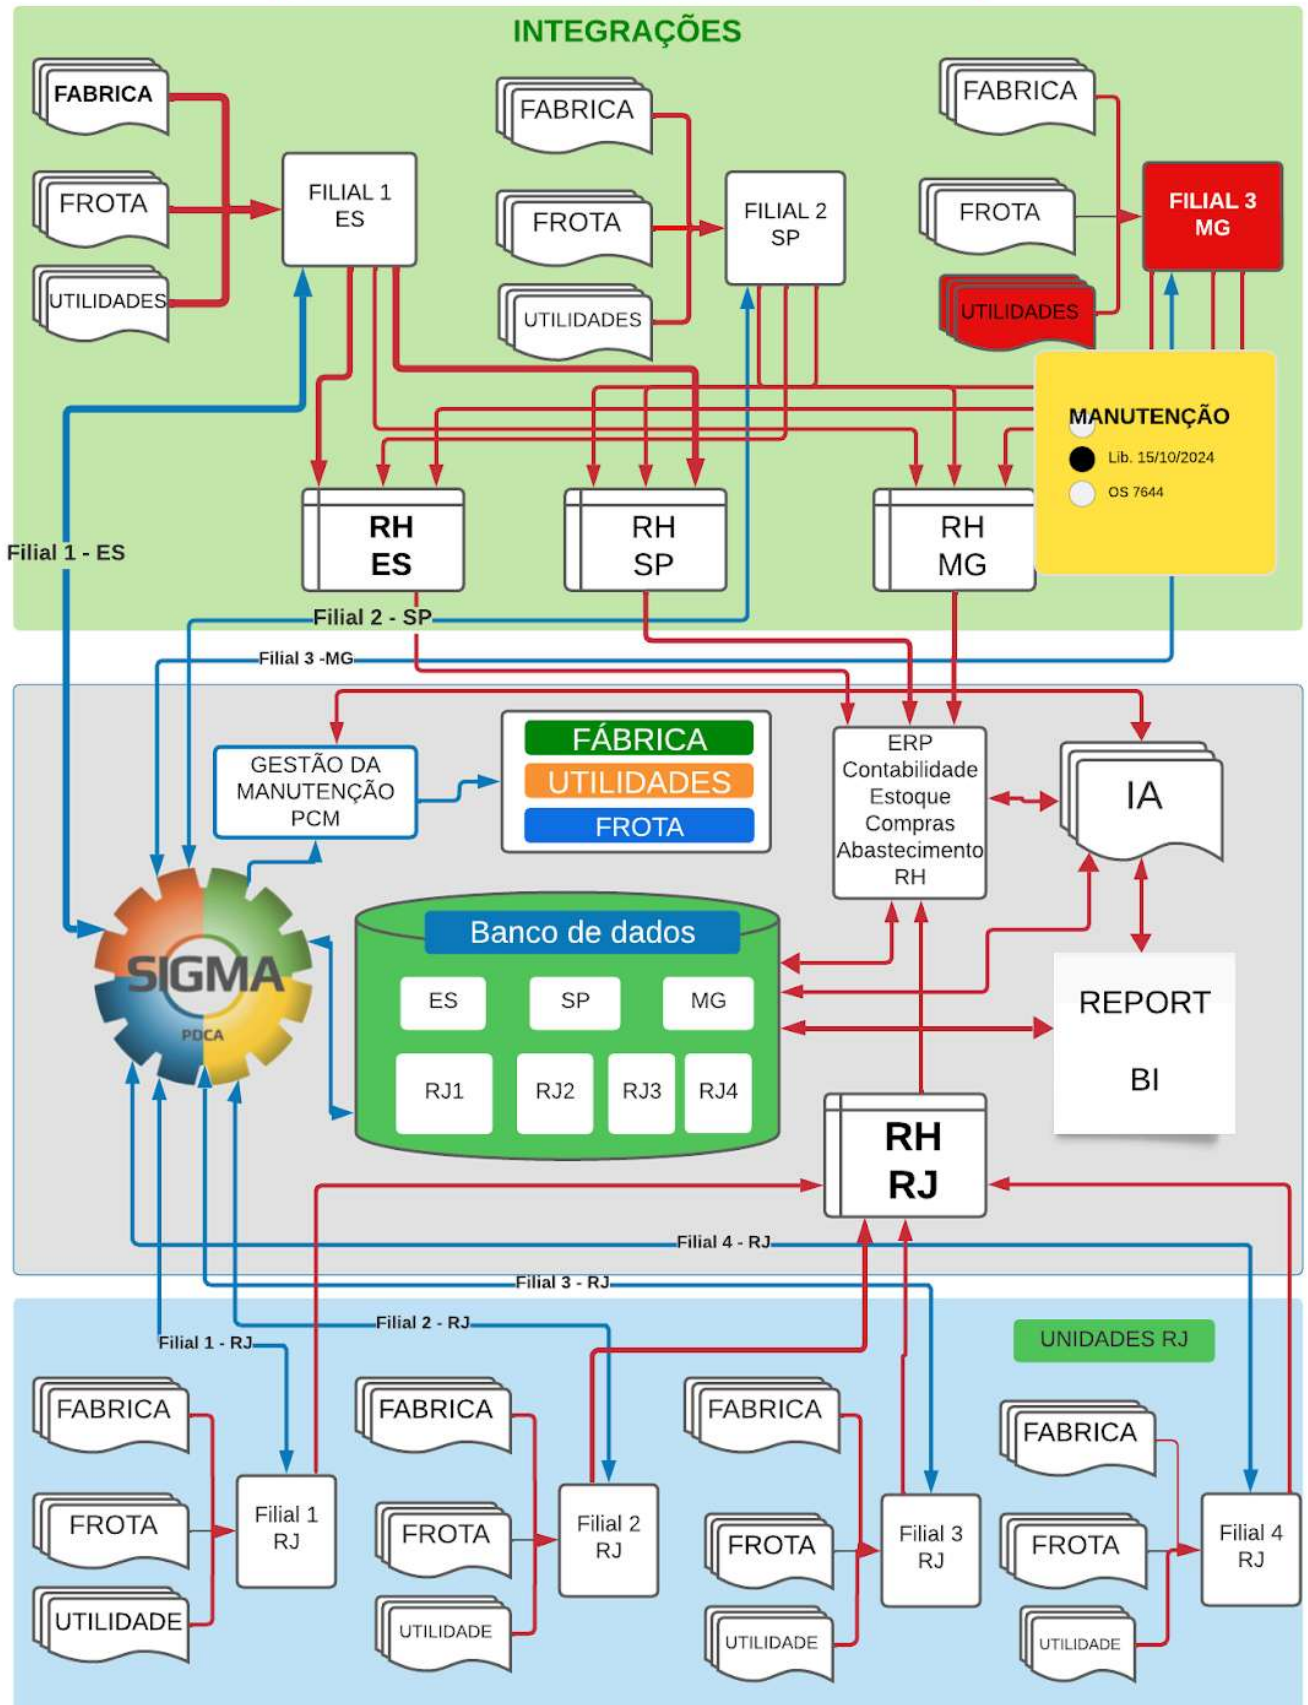 INTEGRAÇÕES
FABRICA
FROTA
UTILIDADES
FILIAL 1
ES
FABRICA
FROTA
UTILIDADES
FILIAL 2
SP
FABRICA
FROTA
UTILIDADES
FILIAL 3
MG
MANUTENÇÃO
Lib. 15/10/2024
OS 7644
RH
ES
RH
SP
RH
MG
Filial 1 - ES
Filial 2 - SP
Filial 3 -MG
GESTÃO DA
MANUTENÇÃO
PCM
FÁBRICA
UTILIDADES
FROTA
ERP
Contabilidade
Estoque
Compras
Abastecimento
RH
IA
SIGMA
PDCA
Banco de dados
ES
SP
MG
RJ1
RJ2
RJ3
RJ4
REPORT
BI
RH
RJ
Filial 4 - RJ
Filial 3 - RJ
Filial 2 - RJ
Filial 1 - RJ
UNIDADES RJ
FABRICA
FROTA
UTILIDADE
Filial 1
RJ
FABRICA
FROTA
UTILIDADE
Filial 2
RJ
FABRICA
FROTA
UTILIDADE
Filial 3
RJ
FABRICA
FROTA
UTILIDADE
Filial 4
RJ